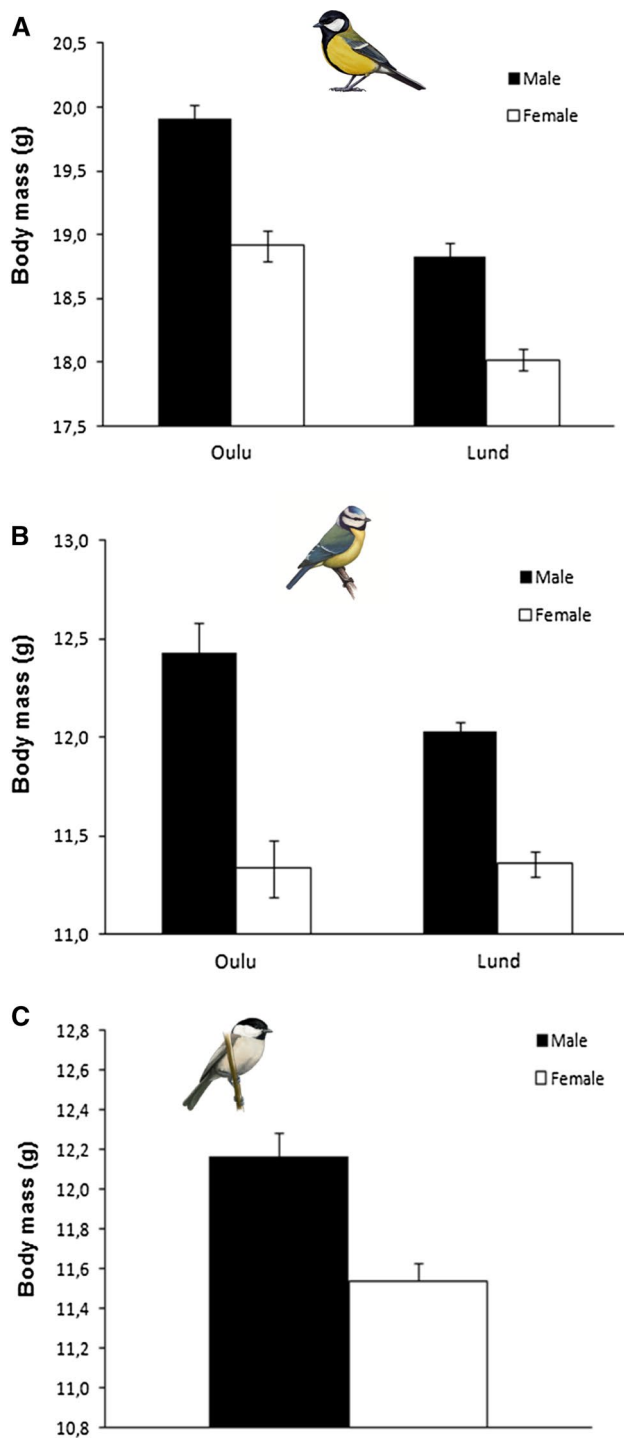 A
Body mass (g)
20,5
20,0
19,5
19,0
18,5
18,0
17,5
Male
Female
Oulu Lund
B
Body mass (g)
13,0
12,5
12,0
11,5
11,0
Male
Female
Oulu Lund
C
Body mass (g)
12,8
12,6
12,4
12,2
12,0
11,8
11,6
11,4
11,2
11,0
10,8
Male
Female